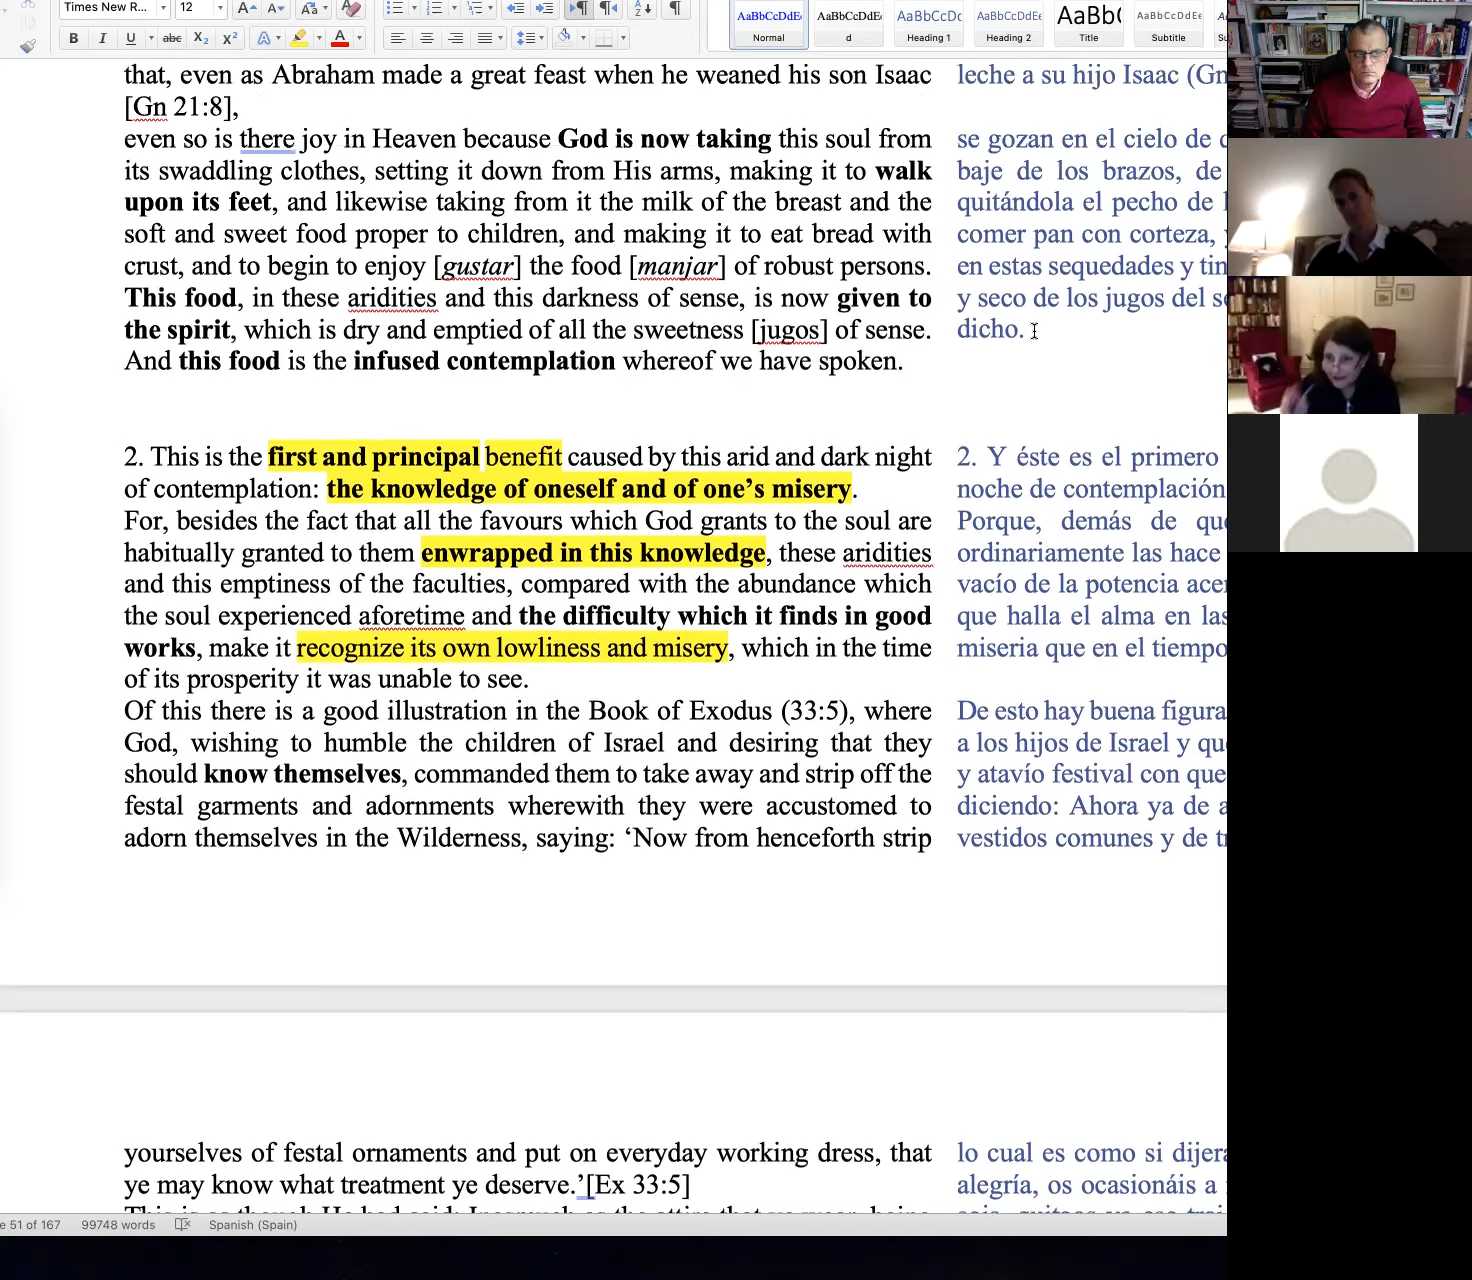 Times New R...
12
A
A
Aa
A
B
I
U
abc
X2
X2
A
A
AaBbCcDdEe
AaBbCcDdEe
AaBbCcDc
AaBbCcDdEe
AaBb(
AaBbCcDdEe
Normal
d
Heading 1
Heading 2
Title
Subtitle
that, even as Abraham made a great feast when he weaned his son Isaac
[Gn 21:8],
even so is there joy in Heaven because God is now taking this soul from
its swaddling clothes, setting it down from His arms, making it to walk
upon its feet, and likewise taking from it the milk of the breast and the
soft and sweet food proper to children, and making it to eat bread with
crust, and to begin to enjoy [gustar] the food [manjar] of robust persons.
This food, in these aridities and this darkness of sense, is now given to
the spirit, which is dry and emptied of all the sweetness [jugos] of sense.
And this food is the infused contemplation whereof we have spoken.
2. This is the first and principal benefit caused by this arid and dark night
of contemplation: the knowledge of oneself and of one’s misery.
For, besides the fact that all the favours which God grants to the soul are
habitually granted to them enwrapped in this knowledge, these aridities
and this emptiness of the faculties, compared with the abundance which
the soul experienced aforetime and the difficulty which it finds in good
works, make it recognize its own lowliness and misery, which in the time
of its prosperity it was unable to see.
Of this there is a good illustration in the Book of Exodus (33:5), where
God, wishing to humble the children of Israel and desiring that they
should know themselves, commanded them to take away and strip off the
festal garments and adornments wherewith they were accustomed to
adorn themselves in the Wilderness, saying: ‘Now from henceforth strip
yourselves of festal ornaments and put on everyday working dress, that
ye may know what treatment ye deserve.’[Ex 33:5]
leche a su hijo Isaac (Gn
se gozan en el cielo de
baje de los brazos, de
quitándola el pecho de
comer pan con corteza,
en estas sequedades y
y seco de los jugos del
dicho.
2. Y éste es el primero
noche de contemplación
Porque, demás de
ordinariamente las hace
vacío de la potencia
que halla el alma en las
miseria que en el tiempo
De esto hay buena figura
a los hijos de Israel y
y atavío festival con que
diciendo: Ahora ya de
vestidos comunes y de
lo cual es como si
alegría, os ocasionáis a
e 51 of 167
99748 words
Spanish (Spain)